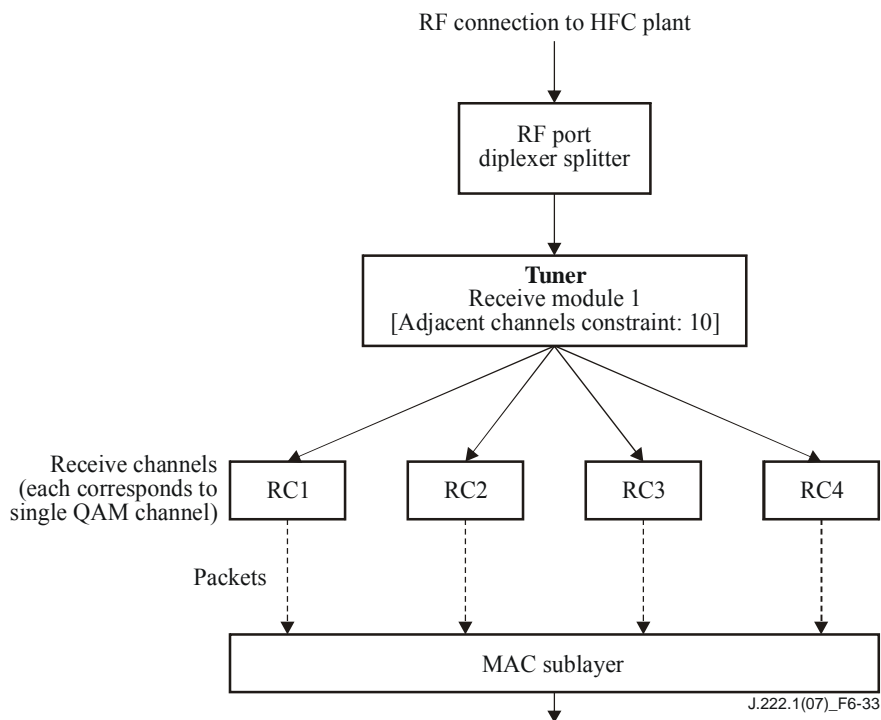 RF connection to HFC plant
RF port
diplexer splitter
Tuner
Receive module 1
[Adjacent channels constraint: 10]
Receive channels
(each corresponds to
single QAM channel)
RC1
RC2
RC3
RC4
Packets
MAC sublayer
J.222.1(07)_F6-33